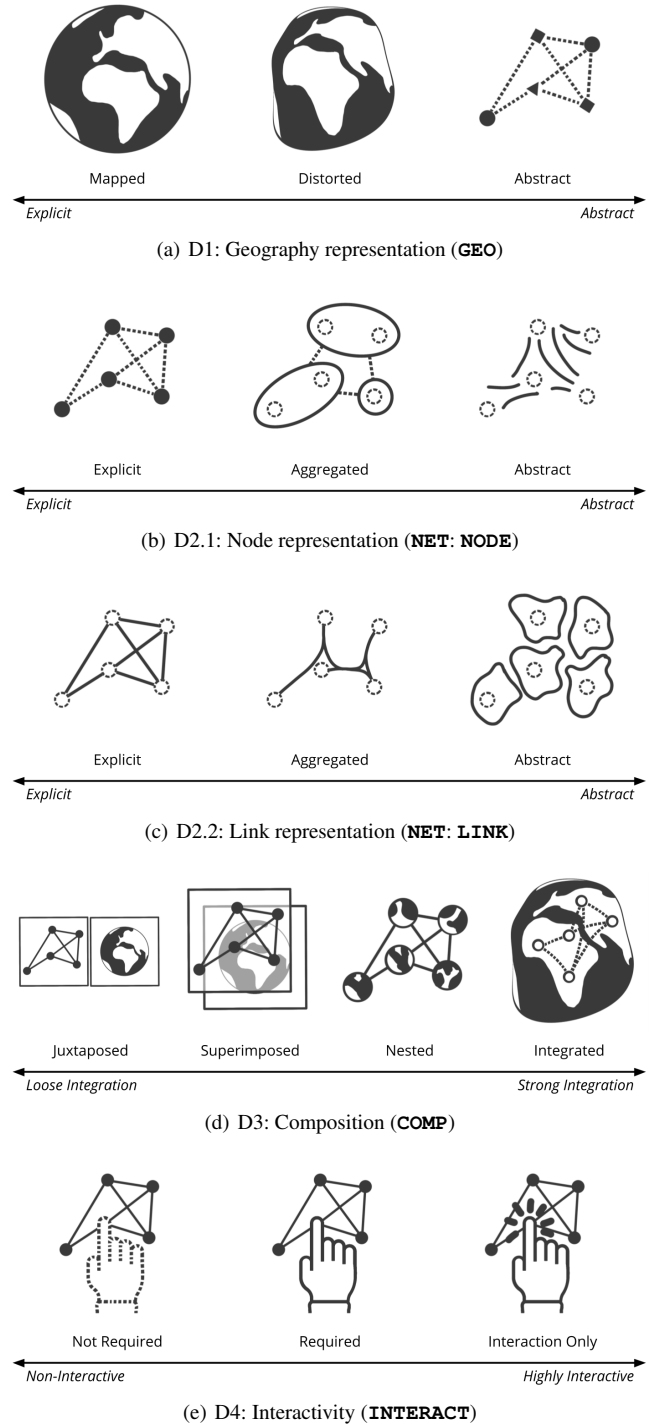 Mapped Distorted Abstract
Explicit Abstract
(a) D1: Geography representation (GEO)
Explicit Aggregated Abstract
Explicit Abstract
(b) D2.1: Node representation (NET: NODE)
Explicit Aggregated Abstract
Explicit Abstract
(c) D2.2: Link representation (NET: LINK)
Juxtaposed Superimposed Nested Integrated
Loose Integration Strong Integration
(d) D3: Composition (COMP)
Not Required Required Interaction Only
Non-Interactive Highly Interactive
(e) D4: Interactivity (INTERACT)